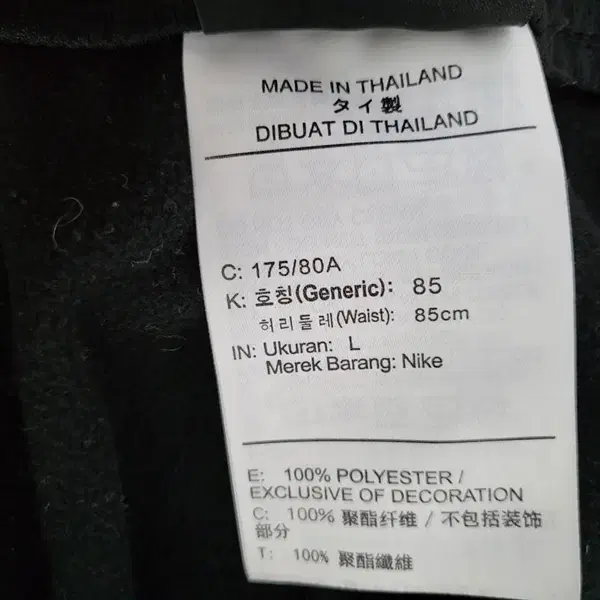 MADE IN THAILAND
タイ製
DIBUAT DI THAILAND
C: 175/80A
K: 호칭(Generic): 85
허리둘레(Waist): 85cm
IN: Ukuran: L
Merek Barang: Nike
E: 100% POLYESTER /
EXCLUSIVE OF DECORATION
C: 100% 聚酯纤维 / 不包括装饰
部分
T: 100% 聚酯纖維